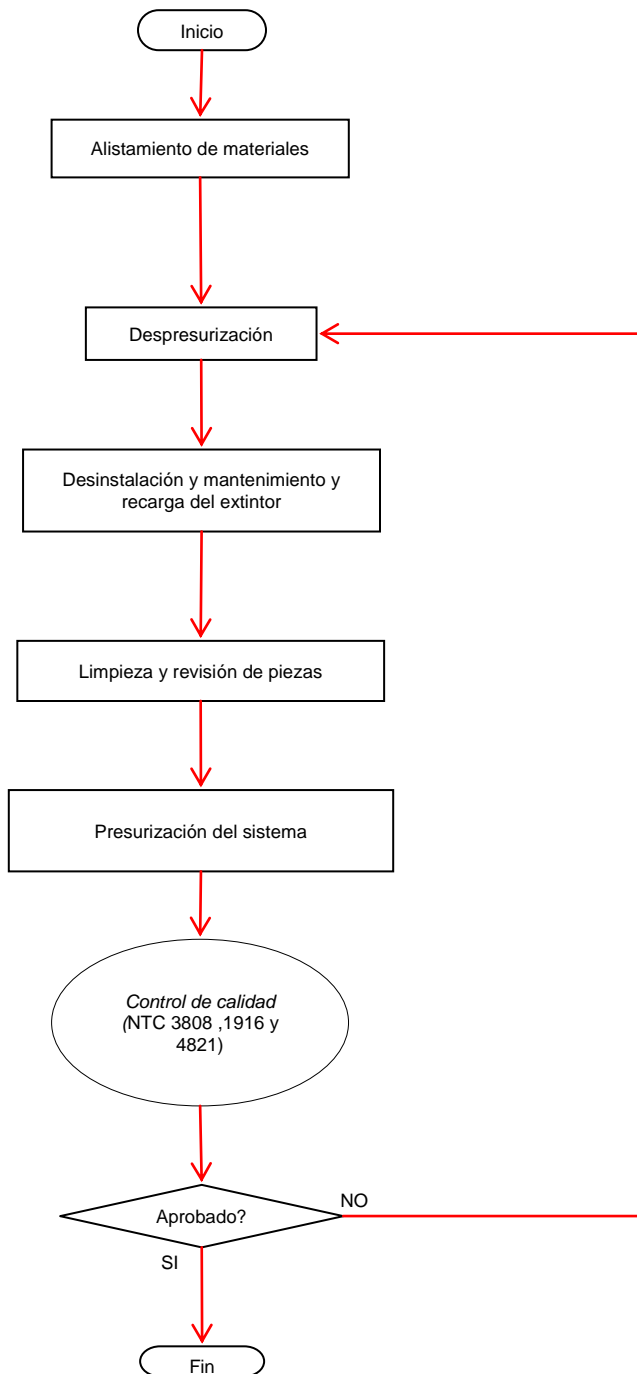 Inicio
Alistamiento de materiales
Despresurización
Desinstalación y mantenimiento y
recarga del extintor
Limpieza y revisión de piezas
Presurización del sistema
Control de calidad
(NTC 3808 ,1916 y
4821)
Aprobado?
NO
SI
Fin